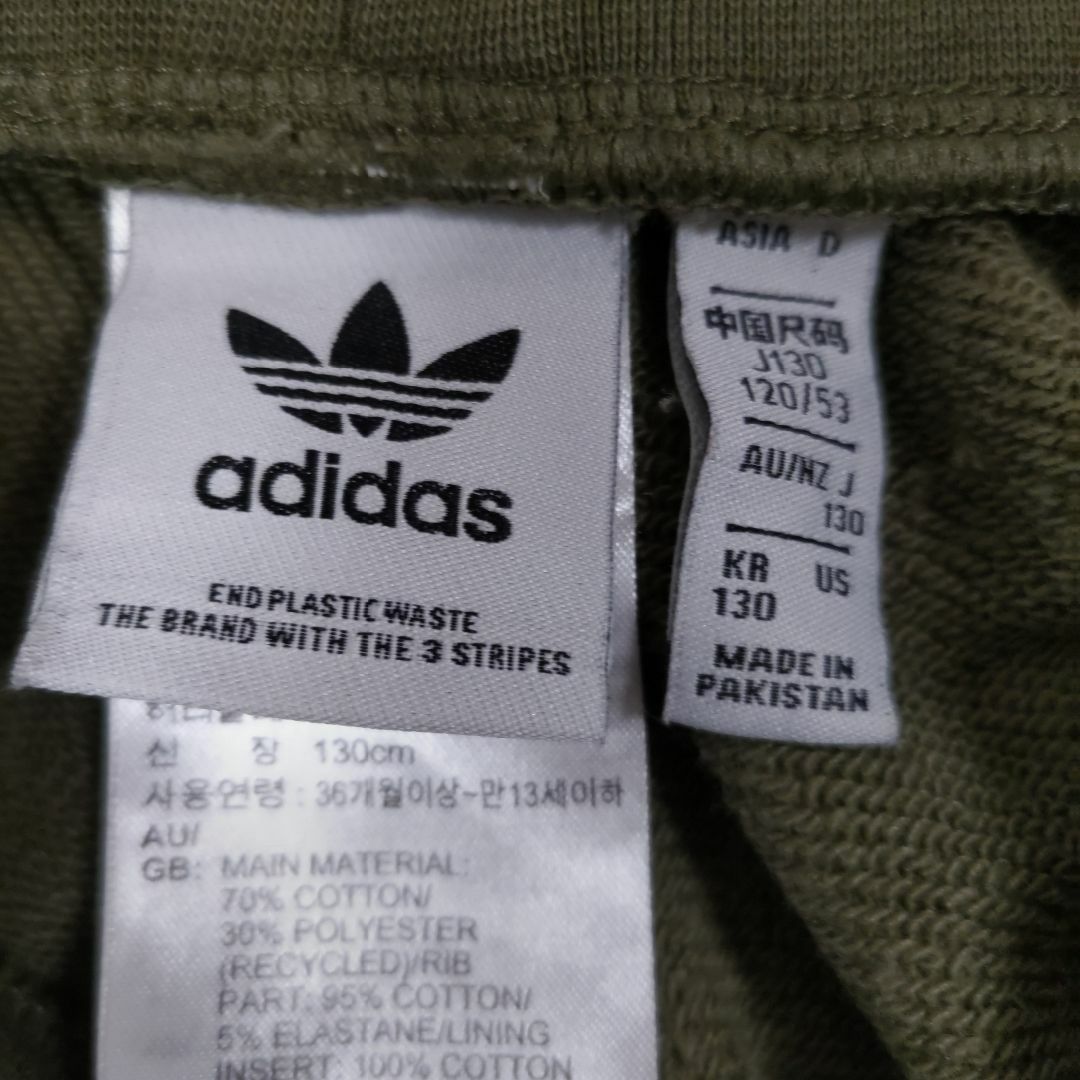 adidas
END PLASTIC WASTE
THE BRAND WITH THE 3 STRIPES
ASIA D
中国尺码
J130
120/53
AU/NZ J
130
KR US
130
MADE IN
PAKISTAN
신 장 130cm
사용연령 : 36개월이상~만13세이하
AU/
GB: MAIN MATERIAL:
70% COTTON/
30% POLYESTER
(RECYCLED)/RIB
PART: 95% COTTON/
5% ELASTANE/LINING
INSERT: 100% COTTON